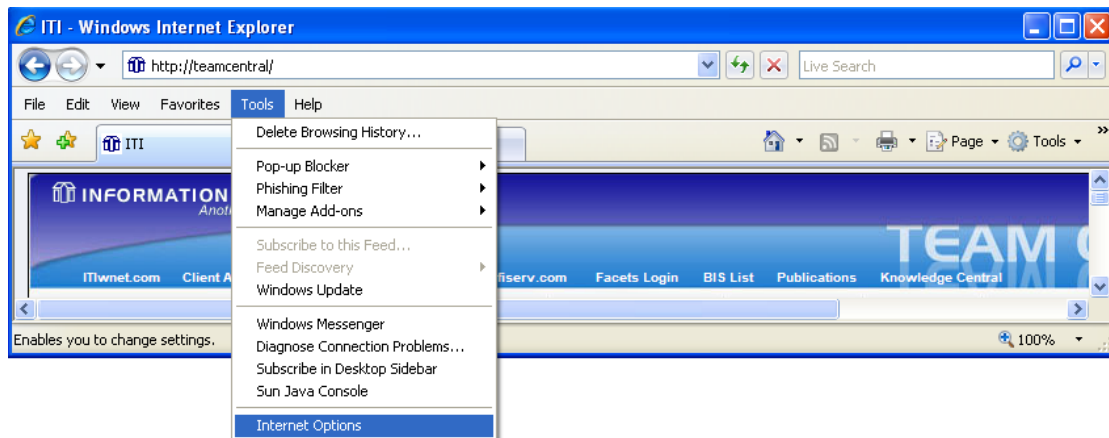 ITI - Windows Internet Explorer
http://teamcentral/
Live Search
File Edit View Favorites Tools Help
ITI
Page Tools
Delete Browsing History...
Pop-up Blocker
Phishing Filter
Manage Add-ons
Subscribe to this Feed...
Feed Discovery
Windows Update
Windows Messenger
Diagnose Connection Problems...
Subscribe in Desktop Sidebar
Sun Java Console
Internet Options
INFORMATION
TEAM
ITIwnet.com fiserv.com Facets Login BIS List Publications Knowledge Central
Enables you to change settings.
100%